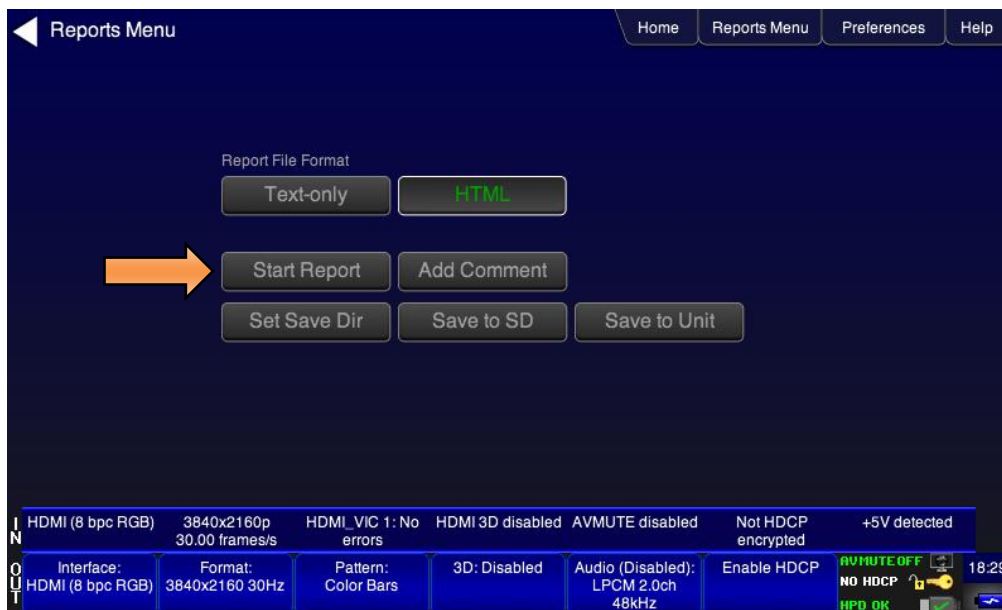 Reports Menu
Home
Reports Menu
Preferences
Help
Report File Format
Text-only
HTML
Start Report
Add Comment
Set Save Dir
Save to SD
Save to Unit
IN
HDMI (8 bpc RGB)
3840x2160p
30.00 frames/s
HDMI_VIC 1: No
errors
HDMI 3D disabled
AVMUTE disabled
Not HDCP
encrypted
+5V detected
OUT
Interface:
HDMI (8 bpc RGB)
Format:
3840x2160 30Hz
Pattern:
Color Bars
3D: Disabled
Audio (Disabled):
LPCM 2.0ch
48kHz
Enable HDCP
AVMUTE OFF
NO HDCP
HPD OK
18:29